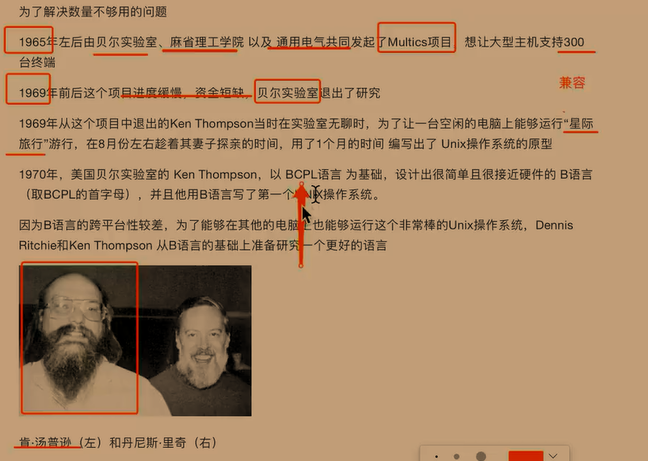 为了解决数量不够用的问题
1965年左后由贝尔实验室、麻省理工学院 以及 通用电气共同发起了Multics项目，想让大型主机支持300
台终端
兼容
1969年前后这个项目进度缓慢，资金短缺，贝尔实验室退出了研究
1969年从这个项目中退出的Ken Thompson当时在实验室无聊时，为了让一台空闲的电脑上能够运行“星际
旅行”游行，在8月份左右趁着其妻子探亲的时间，用了1个月的时间 编写出了 Unix操作系统的原型
1970年，美国贝尔实验室的 Ken Thompson，以 BCPL语言 为基础，设计出很简单且很接近硬件的 B语言
（取BCPL的首字母），并且他用B语言写了第一个UNIX操作系统。
因为B语言的跨平台性较差，为了能够在其他的电脑上也能够运行这个非常棒的Unix操作系统，Dennis
Ritchie和Ken Thompson 从B语言的基础上准备研究一个更好的语言
肯·汤普逊（左）和丹尼斯·里奇（右）